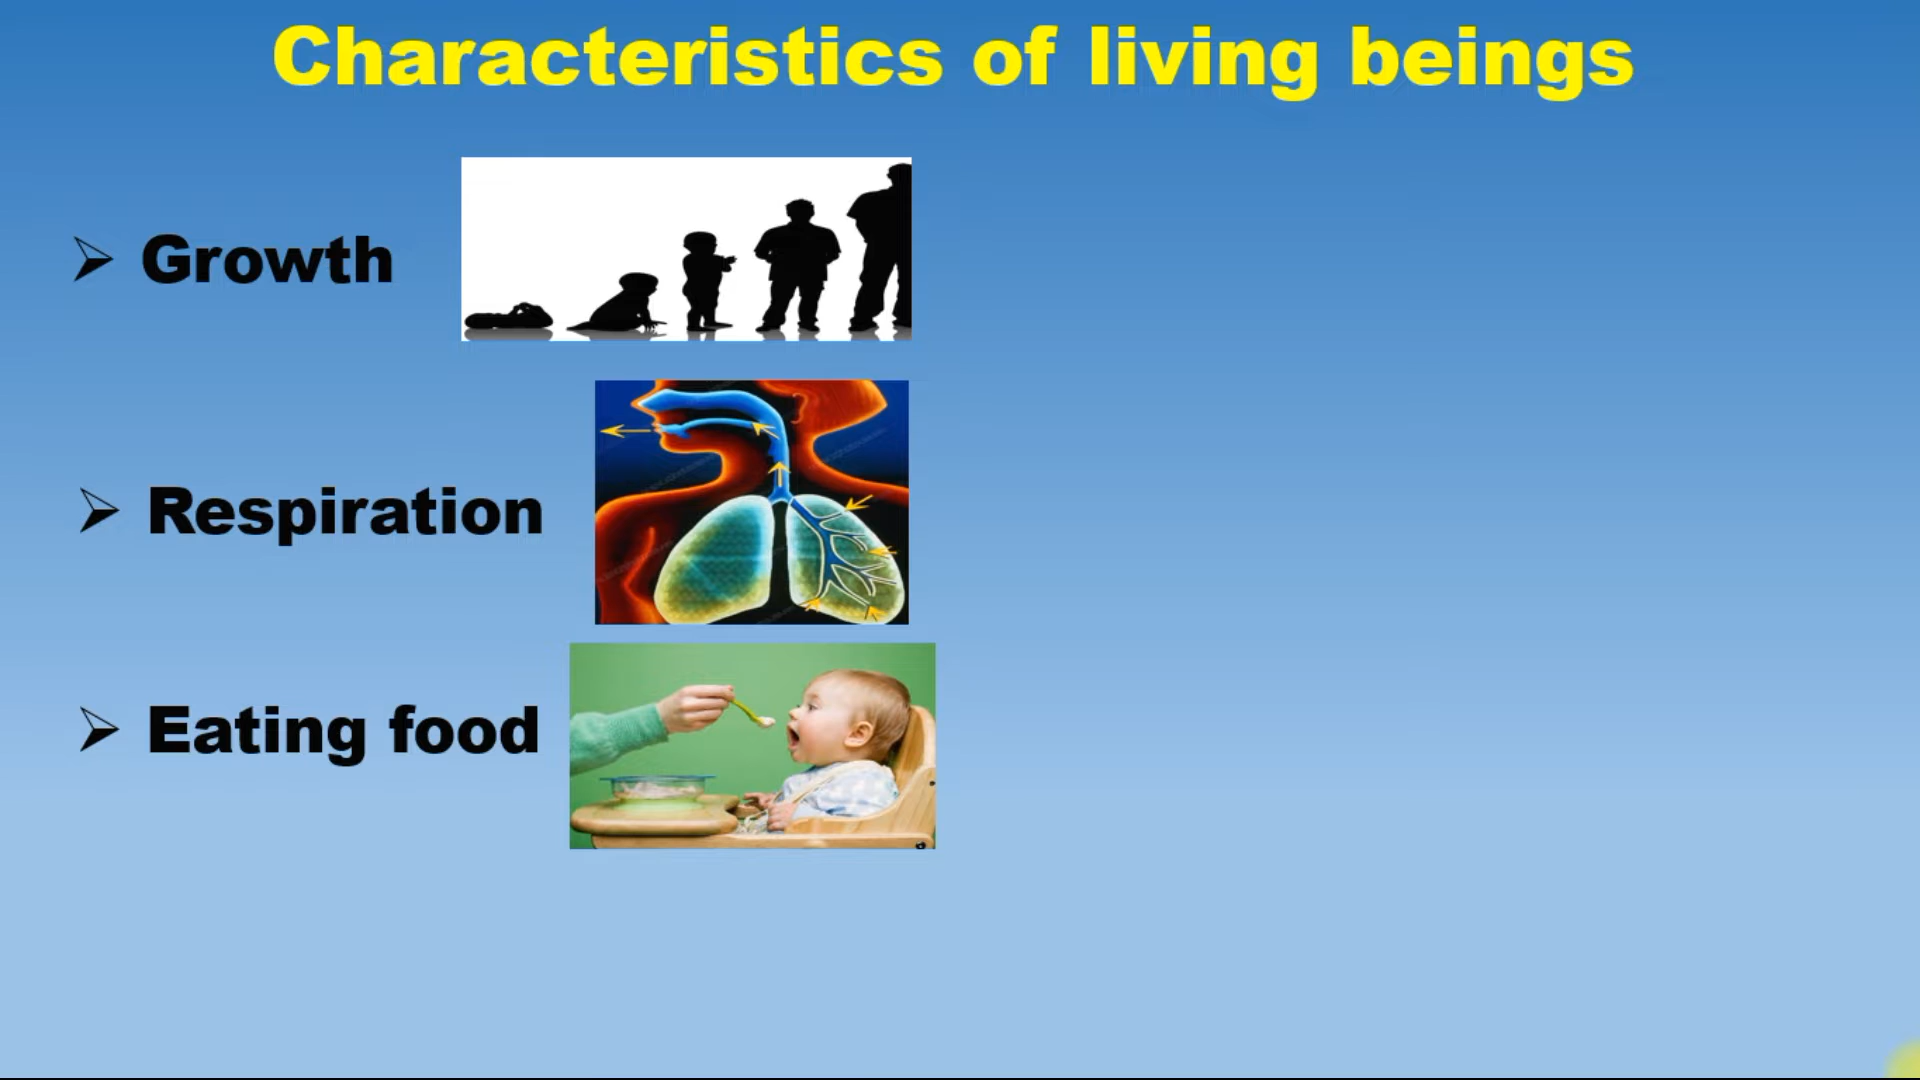 Characteristics of living beings
➢ Growth
➢ Respiration
➢ Eating food